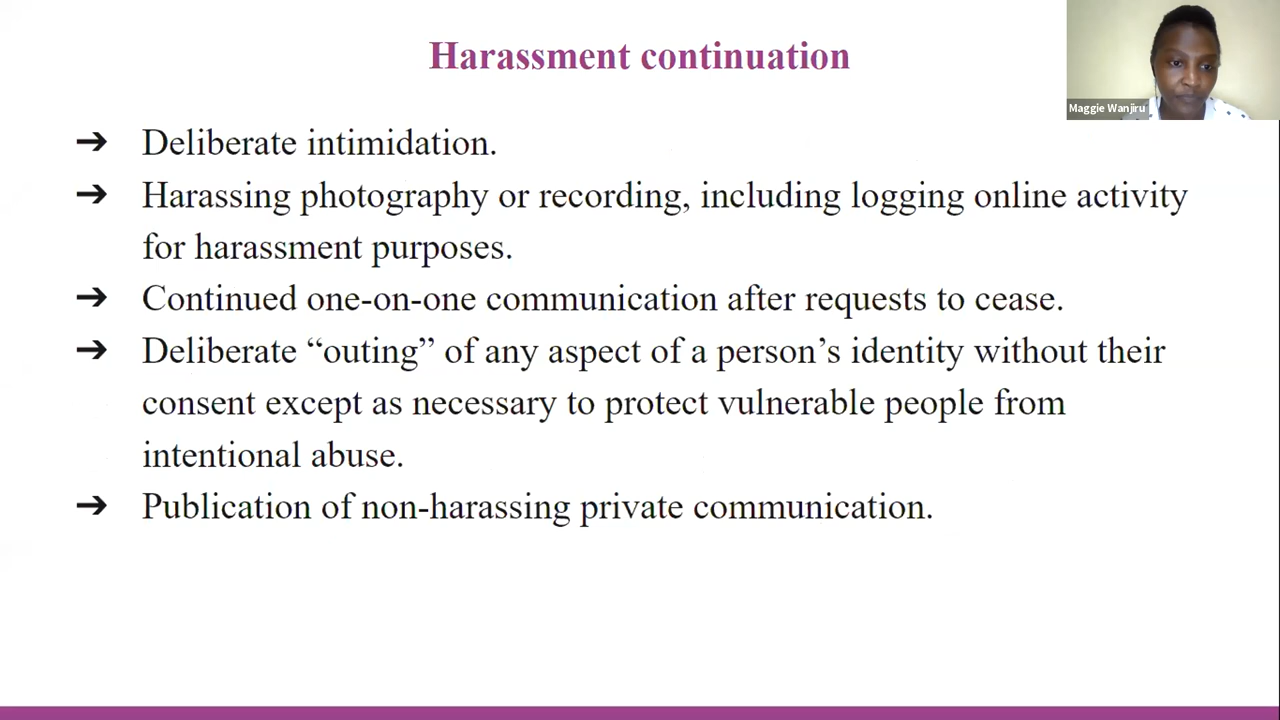 Harassment continuation
Maggie Wanjiru
➔ Deliberate intimidation.
➔ Harassing photography or recording, including logging online activity
for harassment purposes.
➔ Continued one-on-one communication after requests to cease.
➔ Deliberate “outing” of any aspect of a person’s identity without their
consent except as necessary to protect vulnerable people from
intentional abuse.
➔ Publication of non-harassing private communication.